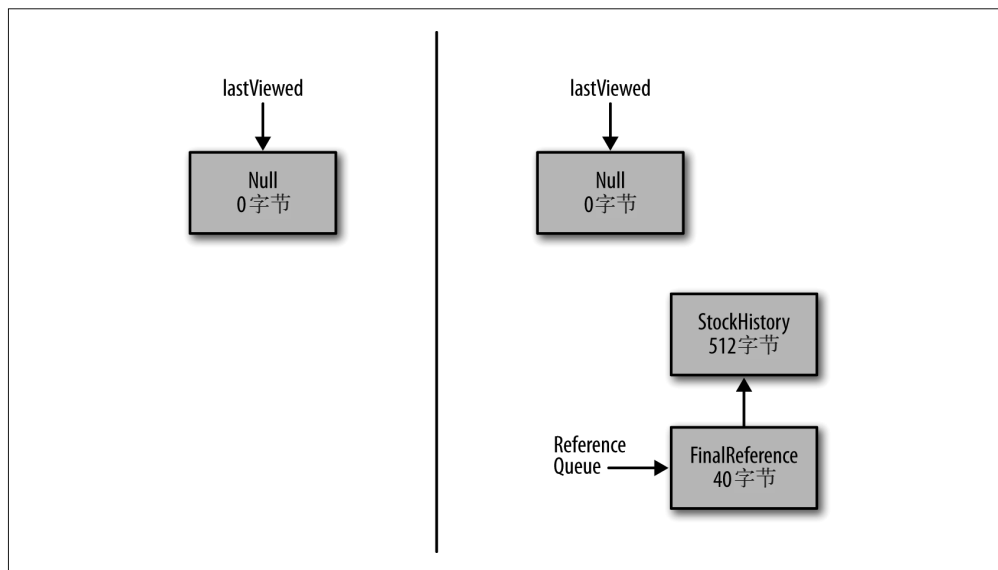 lastViewed
Null
0字节
lastViewed
Null
0字节
StockHistory
512字节
Reference
Queue
FinalReference
40字节